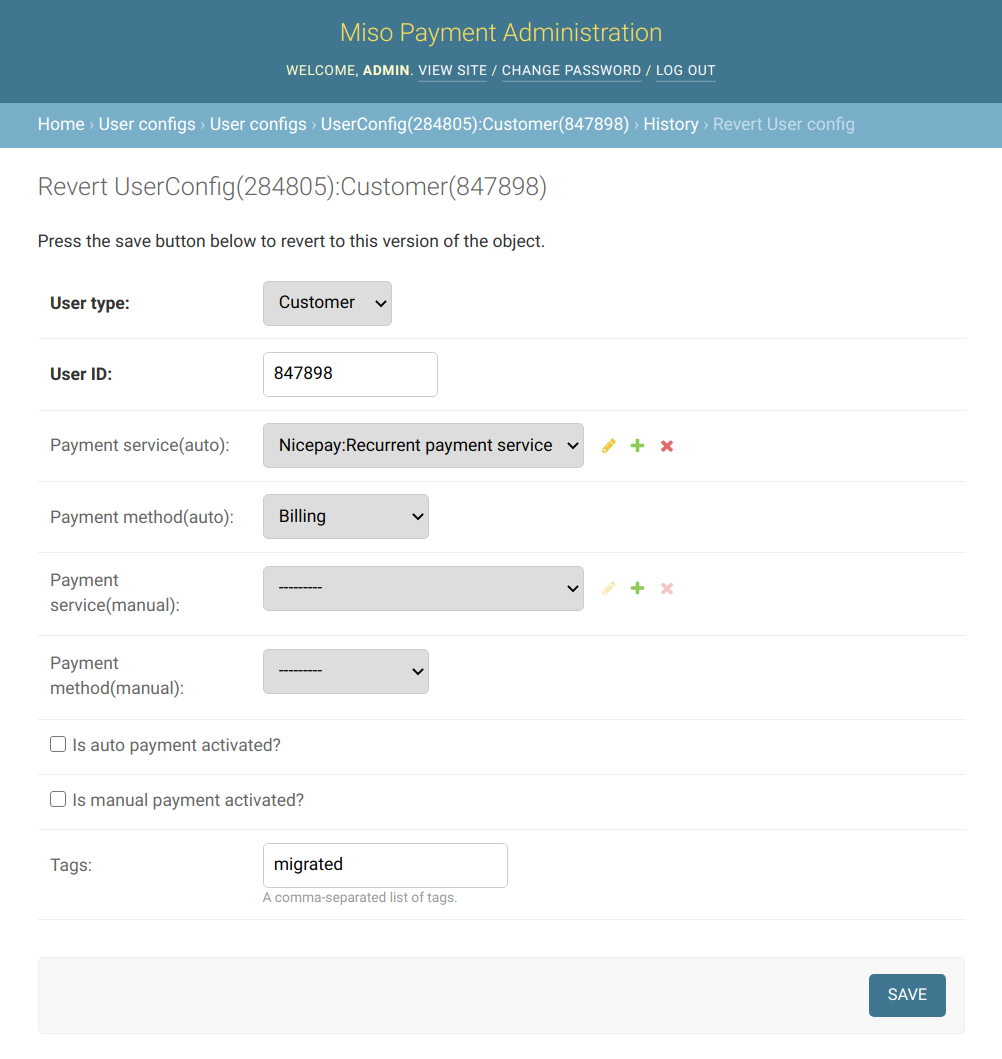 Miso Payment Administration
WELCOME, ADMIN. VIEW SITE / CHANGE PASSWORD / LOG OUT
Home › User configs › User configs › UserConfig(284805):Customer(847898) › History › Revert User config
Revert UserConfig(284805):Customer(847898)
Press the save button below to revert to this version of the object.
User type: Customer
User ID: 847898
Payment service(auto): Nicepay:Recurrent payment service
Payment method(auto): Billing
Payment
service(manual): ---------
Payment
method(manual): ---------
Is auto payment activated?
Is manual payment activated?
Tags: migrated
A comma-separated list of tags.
SAVE